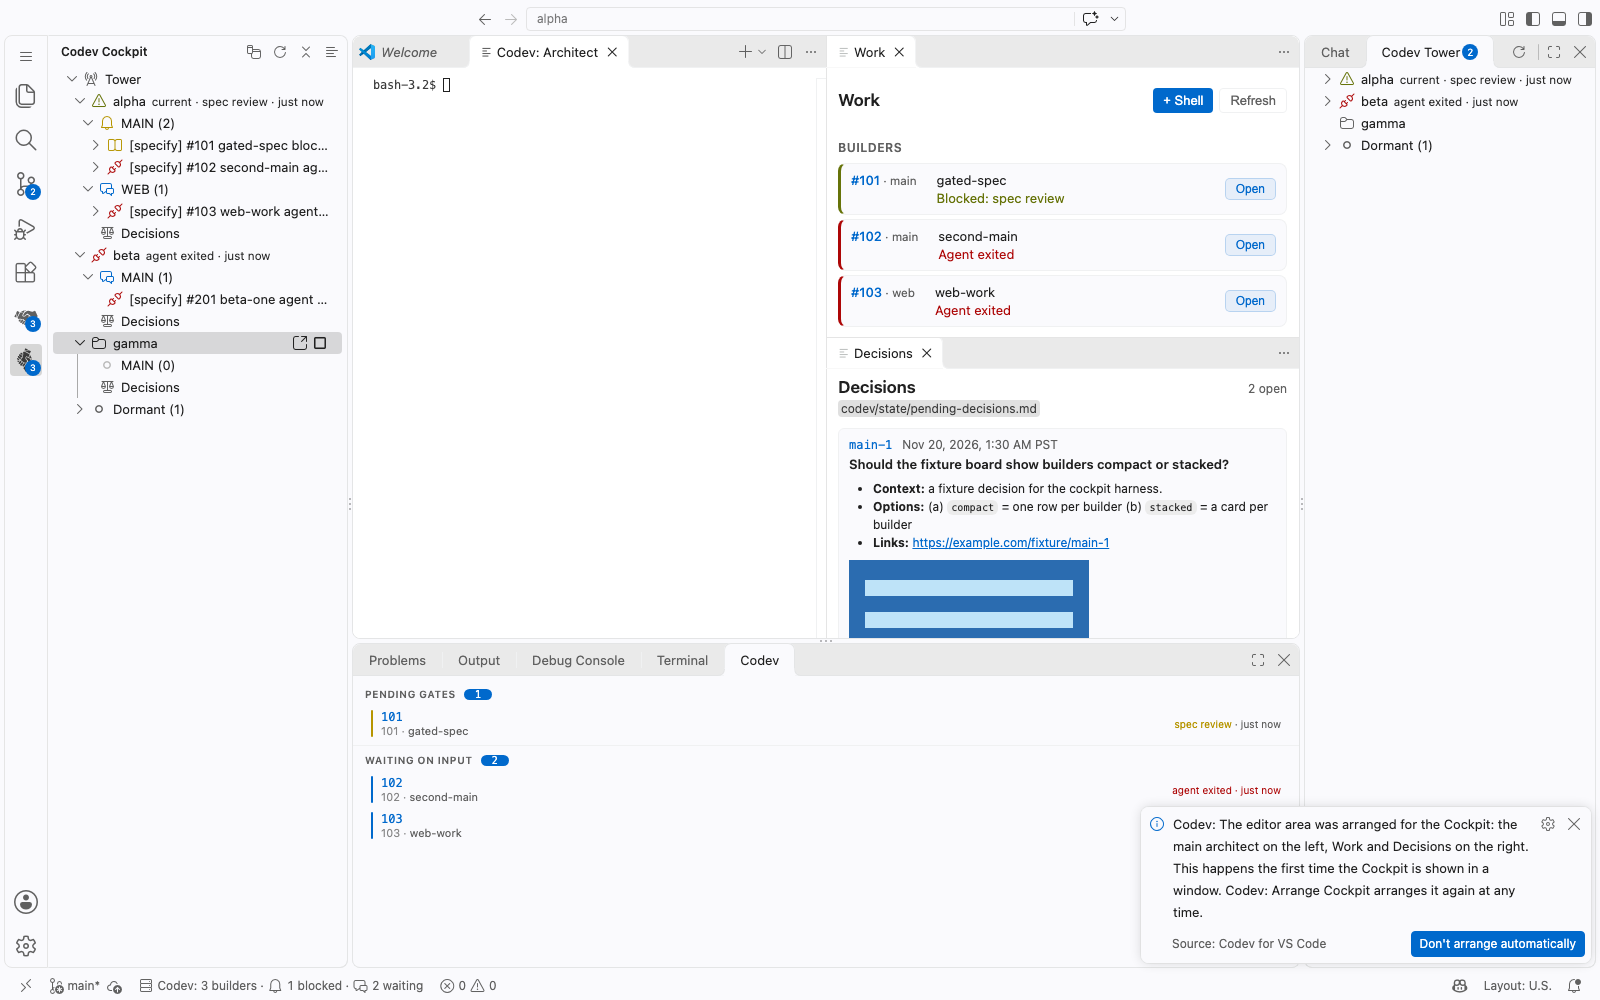 alpha
Codev Cockpit
Tower
alpha current · spec review · just now
MAIN (2)
[specify] #101 gated-spec bloc...
[specify] #102 second-main ag...
WEB (1)
[specify] #103 web-work agent...
Decisions
beta agent exited · just now
MAIN (1)
[specify] #201 beta-one agent ...
Decisions
gamma
MAIN (0)
Decisions
Dormant (1)
2
3
3
Welcome
Codev: Architect
bash-3.2$
Work
Work
+ Shell
Refresh
BUILDERS
#101 · main
gated-spec
Blocked: spec review
Open
#102 · main
second-main
Agent exited
Open
#103 · web
web-work
Agent exited
Open
Decisions
Decisions
2 open
codev/state/pending-decisions.md
main-1 Nov 20, 2026, 1:30 AM PST
Should the fixture board show builders compact or stacked?
• Context: a fixture decision for the cockpit harness.
• Options: (a) compact = one row per builder (b) stacked = a card per
builder
• Links: https://example.com/fixture/main-1
Chat
Codev Tower 2
alpha current · spec review · just now
beta agent exited · just now
gamma
Dormant (1)
Problems
Output
Debug Console
Terminal
Codev
PENDING GATES 1
101
101 · gated-spec
spec review · just now
WAITING ON INPUT 2
102
102 · second-main
agent exited · just now
103
103 · web-work
Codev: The editor area was arranged for the Cockpit: the
main architect on the left, Work and Decisions on the right.
This happens the first time the Cockpit is shown in a
window. Codev: Arrange Cockpit arranges it again at any
time.
Source: Codev for VS Code
Don't arrange automatically
main*
Codev: 3 builders · 1 blocked · 2 waiting
0 0
Layout: U.S.